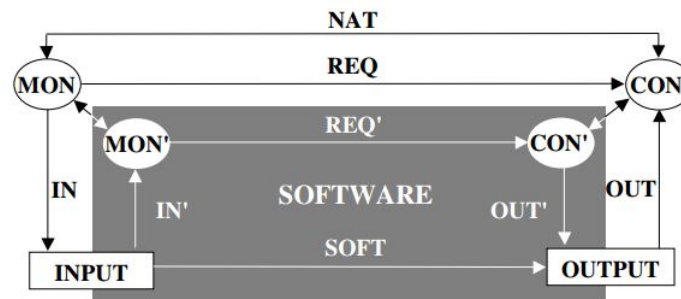 NAT
MON
REQ
CON
MON'
REQ'
CON'
IN
IN'
SOFTWARE
OUT'
OUT
INPUT
SOFT
OUTPUT